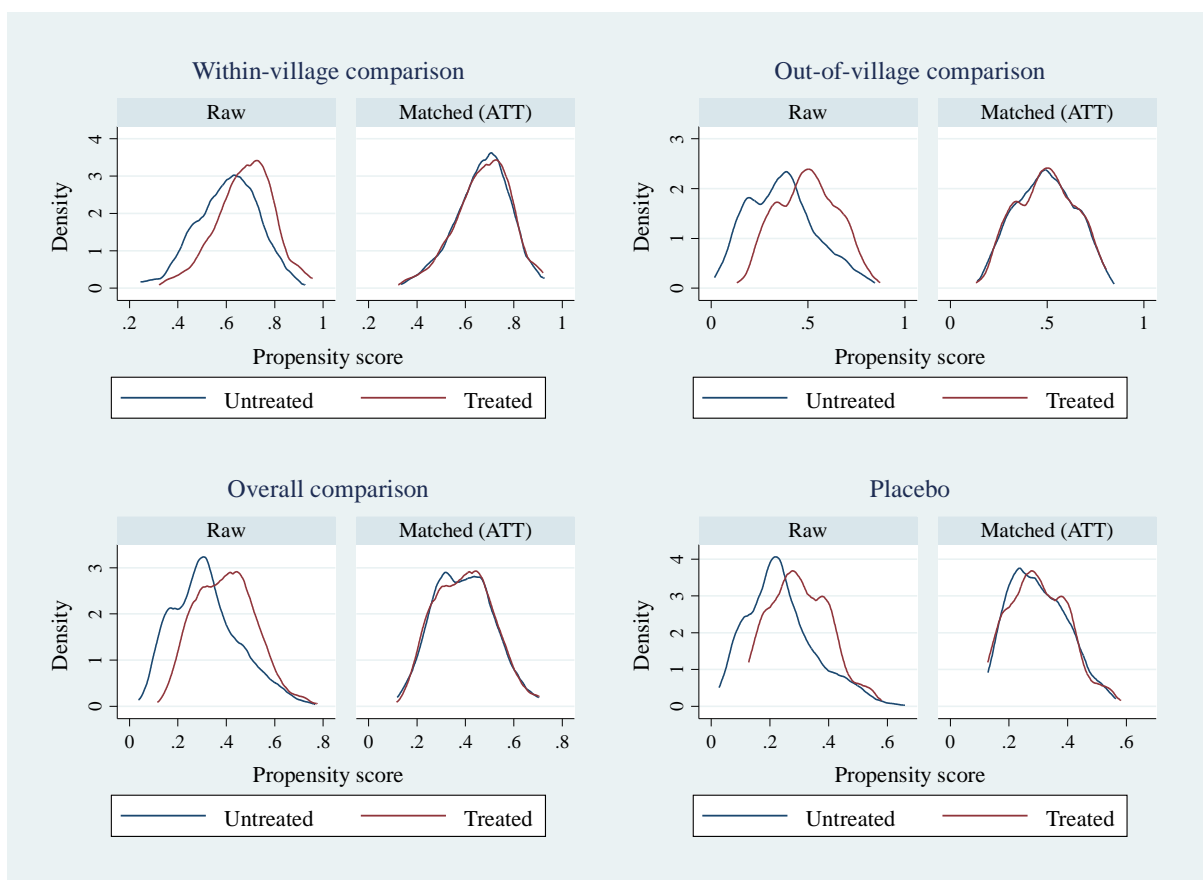 Within-village comparison
Raw
Matched (ATT)
Density
0 1 2 3 4
.2 .4 .6 .8 1
.2 .4 .6 .8 1
Propensity score
Untreated Treated
Out-of-village comparison
Raw
Matched (ATT)
Density
0 1 2 3
0 .5 1
0 .5 1
Propensity score
Untreated Treated
Overall comparison
Raw
Matched (ATT)
Density
0 1 2 3
0 .2 .4 .6 .8
0 .2 .4 .6 .8
Propensity score
Untreated Treated
Placebo
Raw
Matched (ATT)
Density
0 1 2 3 4
0 .2 .4 .6
0 .2 .4 .6
Propensity score
Untreated Treated